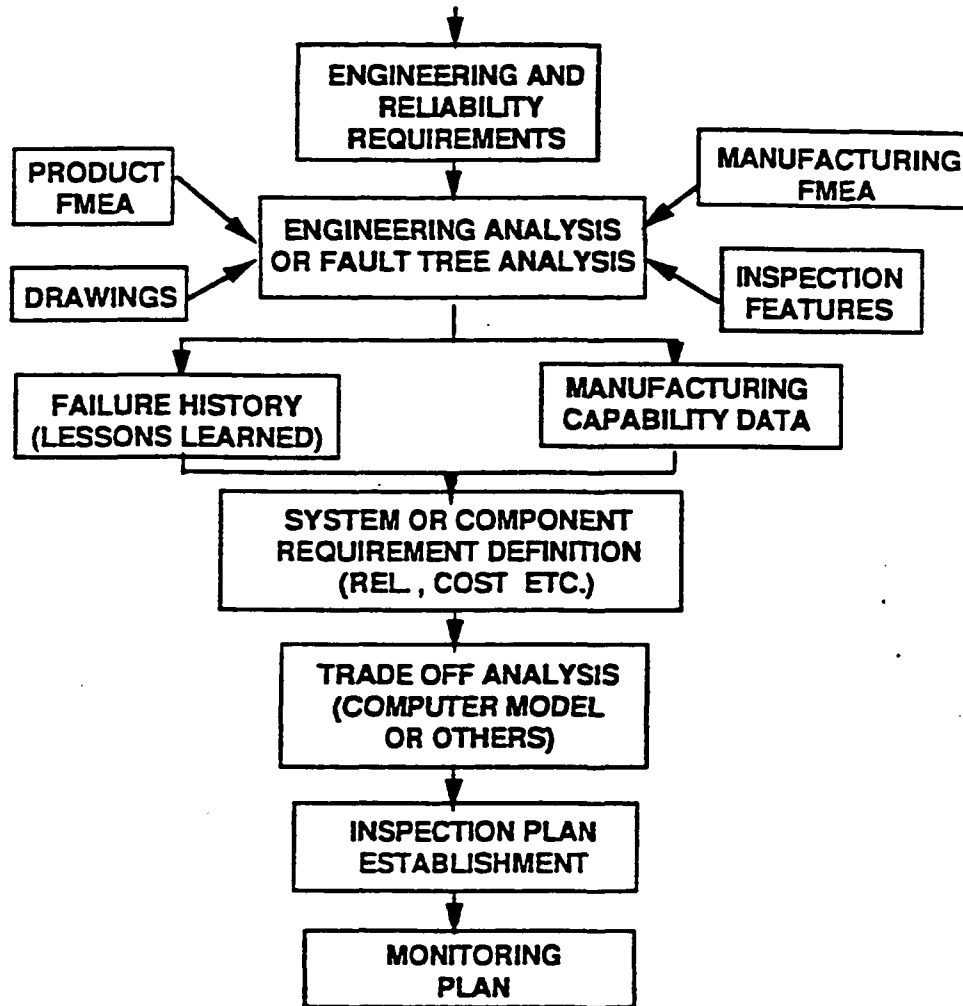 ENGINEERING AND
RELIABILITY
REQUIREMENTS
PRODUCT
FMEA
MANUFACTURING
FMEA
ENGINEERING ANALYSIS
OR FAULT TREE ANALYSIS
DRAWINGS
INSPECTION
FEATURES
FAILURE HISTORY
(LESSONS LEARNED)
MANUFACTURING
CAPABILITY DATA
SYSTEM OR COMPONENT
REQUIREMENT DEFINITION
(REL., COST ETC.)
TRADE OFF ANALYSIS
(COMPUTER MODEL
OR OTHERS)
INSPECTION PLAN
ESTABLISHMENT
MONITORING
PLAN